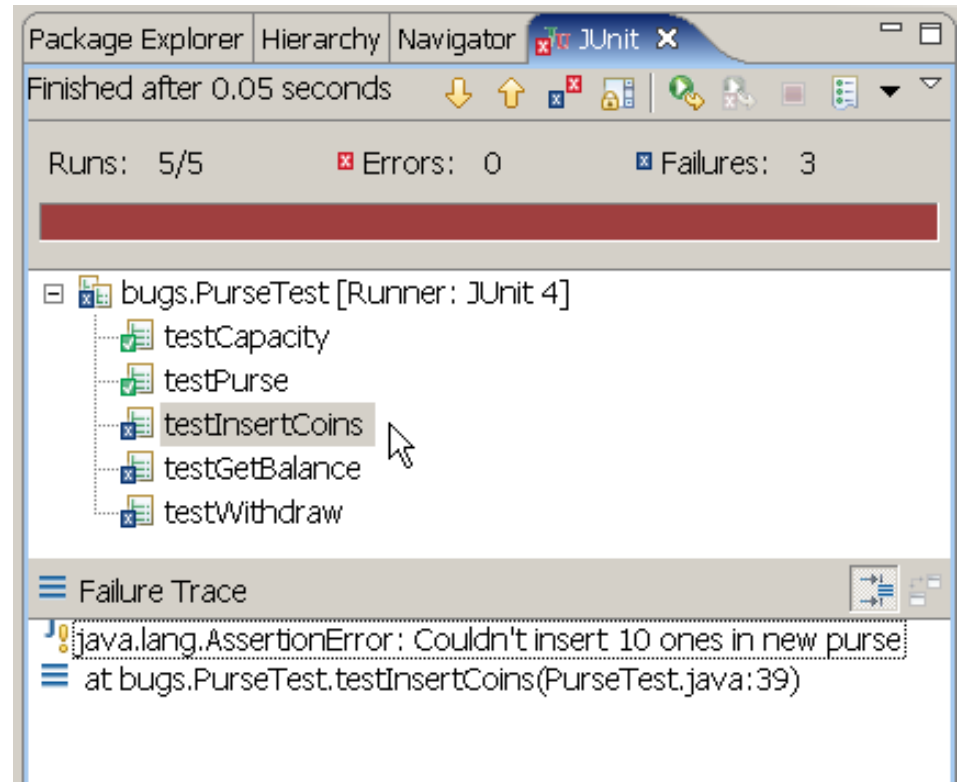 Package Explorer Hierarchy Navigator JUnit
Finished after 0.05 seconds
Runs: 5/5 Errors: 0 Failures: 3
bugs.PurseTest [Runner: JUnit 4]
testCapacity
testPurse
testInsertCoins
testGetBalance
testWithdraw
Failure Trace
java.lang.AssertionError: Couldn't insert 10 ones in new purse
at bugs.PurseTest.testInsertCoins(PurseTest.java:39)